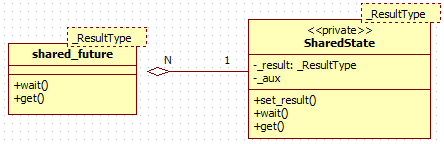 _ResultType
shared_future
+wait()
+get()
N
1
_ResultType
<<private>>
SharedState
-_result: _ResultType
-_aux
+set_result()
+wait()
+get()